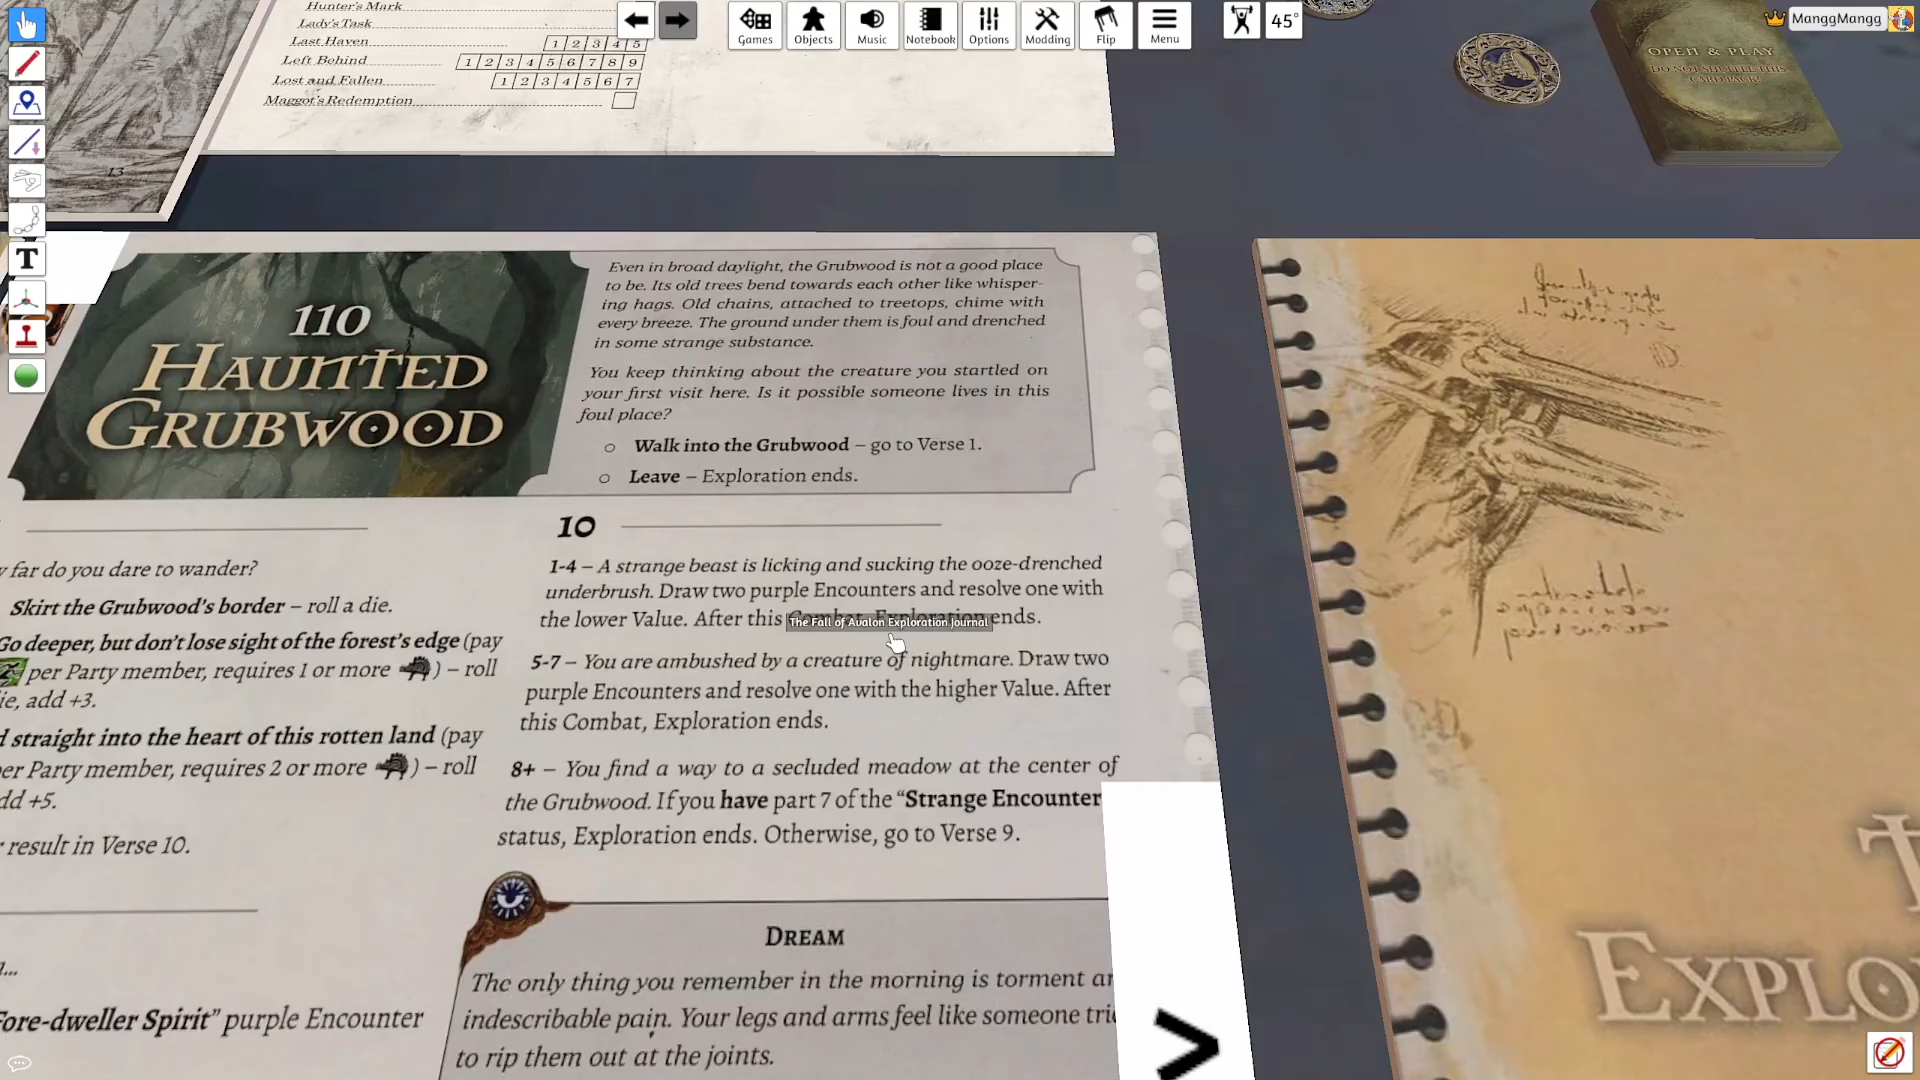 Hunter's Mark
Lady's Task
Last Haven 1 2 3 4 5
Left Behind 1 2 3 4 5 6 7 8 9
Lost and Fallen 1 2 3 4 5 6 7
Maggot's Redemption
13
Games
Objects
Music
Notebook
Options
Modding
Flip
Menu
45°
ManggMangg
OPEN & PLAY
DO NOT SHUFFLE THIS
CARD PACK!
T
110
HAUNTED
GRUBWOOD
Even in broad daylight, the Grubwood is not a good place
to be. Its old trees bend towards each other like whisper-
ing hags. Old chains, attached to treetops, chime with
every breeze. The ground under them is foul and drenched
in some strange substance.
You keep thinking about the creature you startled on
your first visit here. Is it possible someone lives in this
foul place?
Walk into the Grubwood – go to Verse 1.
Leave – Exploration ends.
far do you dare to wander?
Skirt the Grubwood's border – roll a die.
Go deeper, but don't lose sight of the forest's edge (pay
per Party member, requires 1 or more ) – roll
die, add +3.
straight into the heart of this rotten land (pay
per Party member, requires 2 or more ) – roll
add +5.
result in Verse 10.
Fore-dweller Spirit” purple Encounter
10
1-4 – A strange beast is licking and sucking the ooze-drenched
underbrush. Draw two purple Encounters and resolve one with
the lower Value. After this Combat, Exploration ends.
The Fall of Avalon Exploration Journal
5-7 – You are ambushed by a creature of nightmare. Draw two
purple Encounters and resolve one with the higher Value. After
this Combat, Exploration ends.
8+ – You find a way to a secluded meadow at the center of
the Grubwood. If you have part 7 of the “Strange Encounter
status, Exploration ends. Otherwise, go to Verse 9.
DREAM
The only thing you remember in the morning is torment
indescribable pain. Your legs and arms feel like someone
to rip them out at the joints.
>
EXPLO